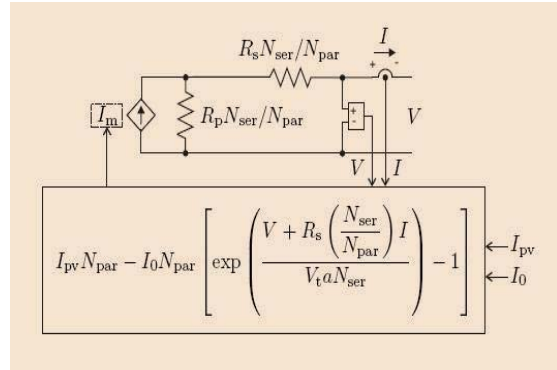 I
+ -
R_s N_ser/N_par
I_m
R_p N_ser/N_par
+
-
V
V I
I_pv N_par − I_0 N_par [ exp ( (V + R_s (N_ser/N_par) I) / (V_t a N_ser) ) − 1 ]
I_pv
I_0